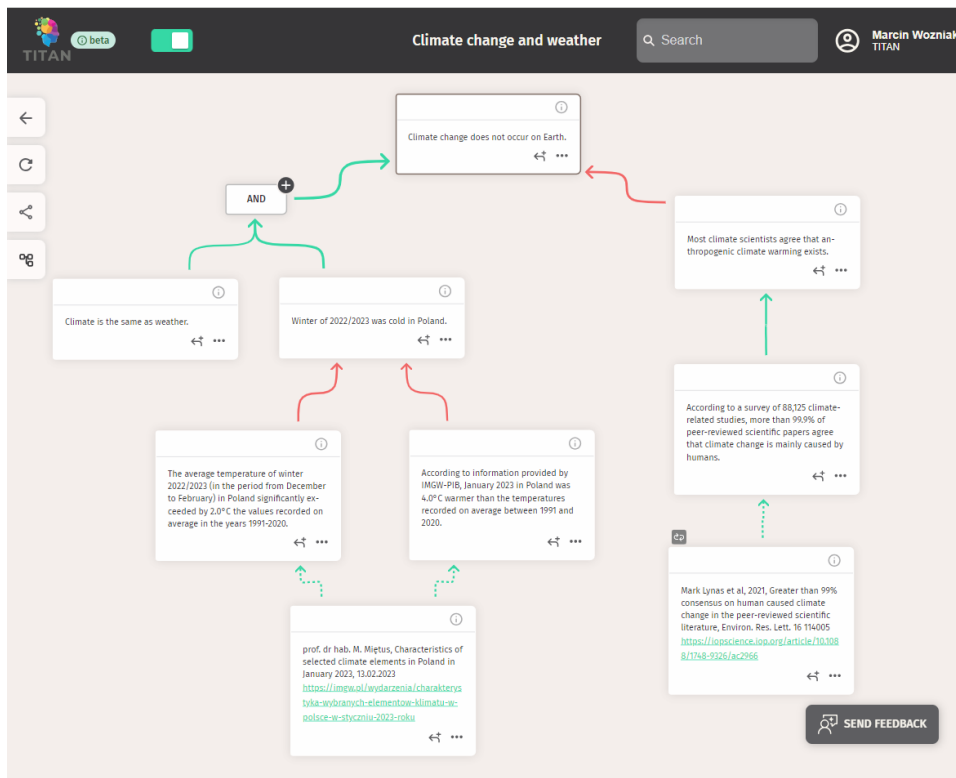 TITAN
beta
Climate change and weather
Search
Marcin Wozniak
TITAN
Climate change does not occur on Earth.
AND
Most climate scientists agree that an-
thropogenic climate warming exists.
Climate is the same as weather.
Winter of 2022/2023 was cold in Poland.
According to a survey of 88,125 climate-
related studies, more than 99.9% of
peer-reviewed scientific papers agree
that climate change is mainly caused by
humans.
The average temperature of winter
2022/2023 (in the period from December
to February) in Poland significantly ex-
ceeded by 2.0°C the values recorded on
average in the years 1991-2020.
According to information provided by
IMGW-PIB, January 2023 in Poland was
4.0°C warmer than the temperatures
recorded on average between 1991 and
2020.
Mark Lynas et al, 2021, Greater than 99%
consensus on human caused climate
change in the peer-reviewed scientific
literature, Environ. Res. Lett. 16 114005
https://iopscience.iop.org/article/10.108
8/1748-9326/ac2966
prof. dr hab. M. Miętus, Characteristics of
selected climate elements in Poland in
January 2023, 13.02.2023
https://imgw.pl/wydarzenia/charakterys
tyka-wybranych-elementow-klimatu-w-
polsce-w-styczniu-2023-roku
SEND FEEDBACK